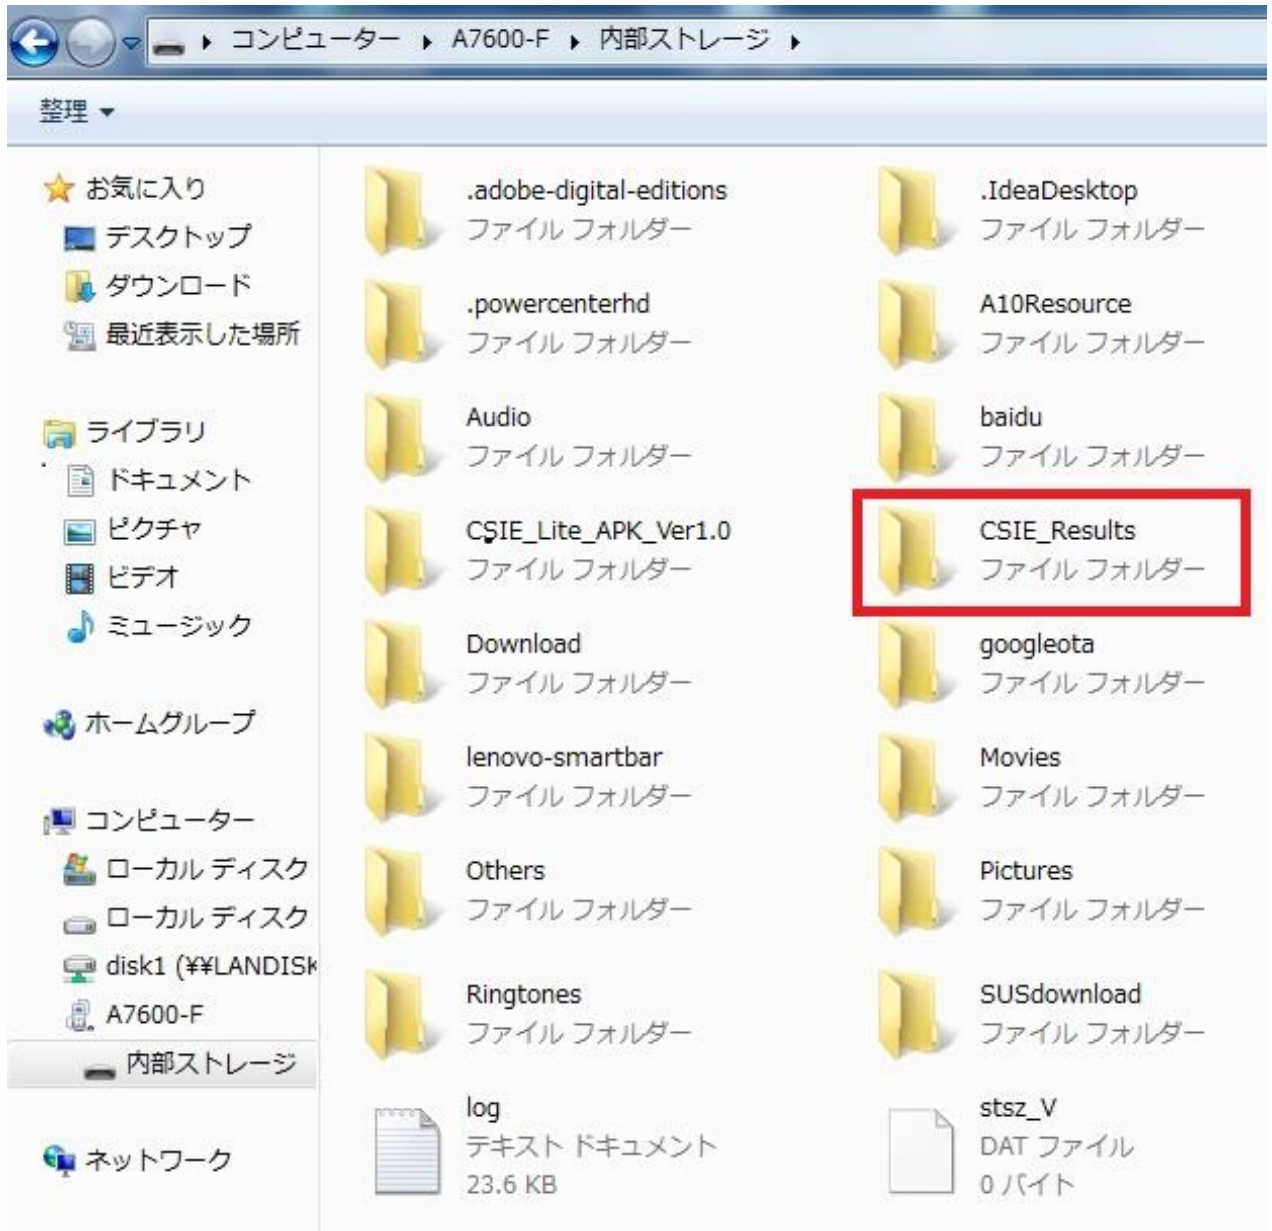 コンピューター ▶ A7600-F ▶ 内部ストレージ ▶
整理
お気に入り
デスクトップ
ダウンロード
最近表示した場所
ライブラリ
ドキュメント
ピクチャ
ビデオ
ミュージック
ホームグループ
コンピューター
ローカル ディスク
ローカル ディスク
disk1 (¥¥LANDISK
A7600-F
内部ストレージ
ネットワーク
.adobe-digital-editions
ファイル フォルダー
.IdeaDesktop
ファイル フォルダー
.powercenterhd
ファイル フォルダー
A10Resource
ファイル フォルダー
Audio
ファイル フォルダー
baidu
ファイル フォルダー
CSIE_Lite_APK_Ver1.0
ファイル フォルダー
CSIE_Results
ファイル フォルダー
Download
ファイル フォルダー
googleota
ファイル フォルダー
lenovo-smartbar
ファイル フォルダー
Movies
ファイル フォルダー
Others
ファイル フォルダー
Pictures
ファイル フォルダー
Ringtones
ファイル フォルダー
SUSdownload
ファイル フォルダー
log
テキスト ドキュメント
23.6 KB
stsz_V
DAT ファイル
0 バイト